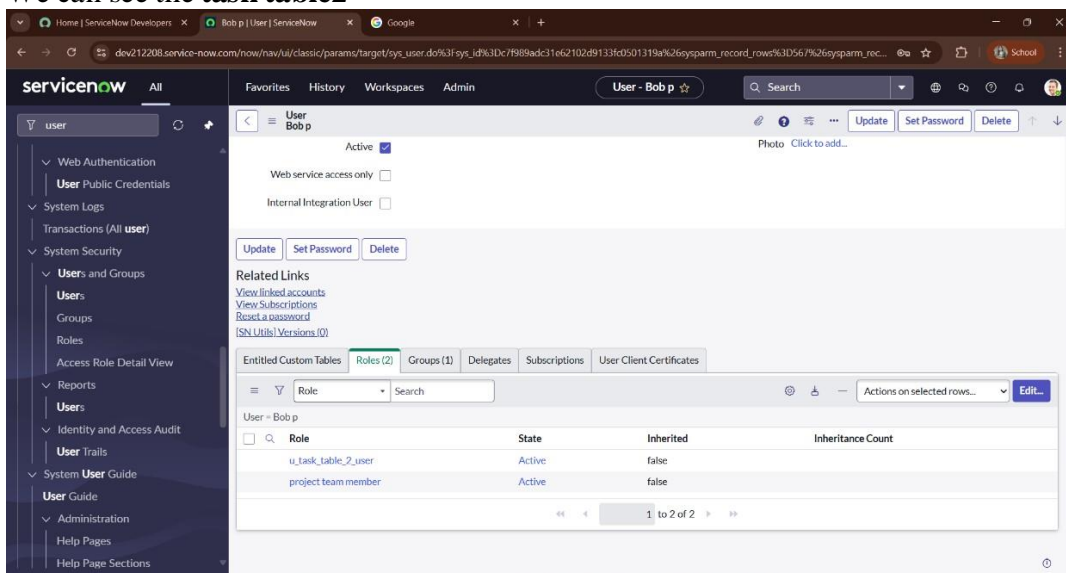 We can see the task table2
Home | ServiceNow Developers
Bob p | User | ServiceNow
Google
dev212208.service-now.com/now/nav/ui/classic/params/target/sys_user.do%3Fsys_id%3Dc7f989adc31e62102d9133fc0501319a%26sysparm_record_rows%3D567%26sysparm_rec...
School
servicenow All Favorites History Workspaces Admin User - Bob p Search
user
Web Authentication
User Public Credentials
System Logs
Transactions (All user)
System Security
Users and Groups
Users
Groups
Roles
Access Role Detail View
Reports
Users
Identity and Access Audit
User Trails
System User Guide
User Guide
Administration
Help Pages
Help Page Sections
User
Bob p
Update Set Password Delete
Active
Photo Click to add...
Web service access only
Internal Integration User
Update Set Password Delete
Related Links
View linked accounts
View Subscriptions
Reset a password
[SN Utils] Versions (0)
Entitled Custom Tables Roles (2) Groups (1) Delegates Subscriptions User Client Certificates
Role Search Actions on selected rows... Edit...
User = Bob p
Role State Inherited Inheritance Count
u_task_table_2_user Active false
project team member Active false
1 to 2 of 2